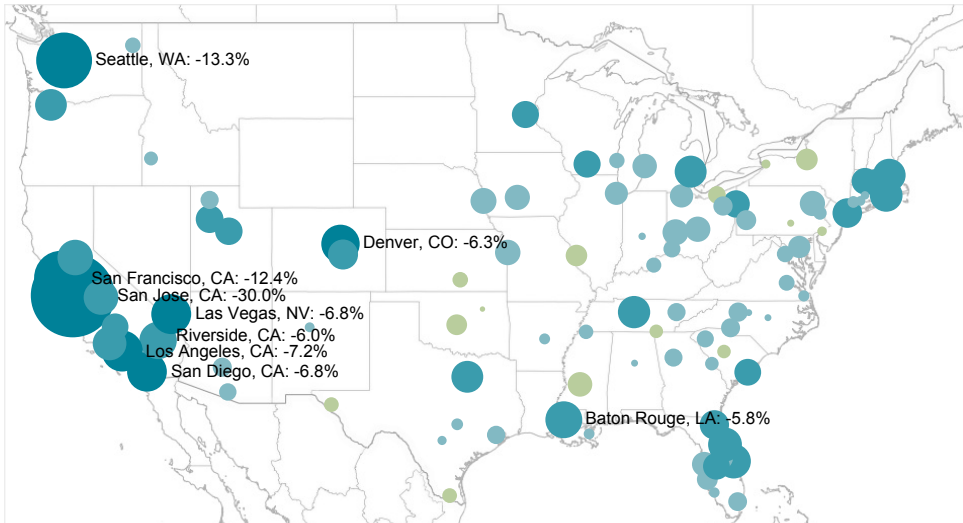 Seattle, WA: -13.3%
Denver, CO: -6.3%
San Francisco, CA: -12.4%
San Jose, CA: -30.0%
Las Vegas, NV: -6.8%
Riverside, CA: -6.0%
Los Angeles, CA: -7.2%
San Diego, CA: -6.8%
Baton Rouge, LA: -5.8%